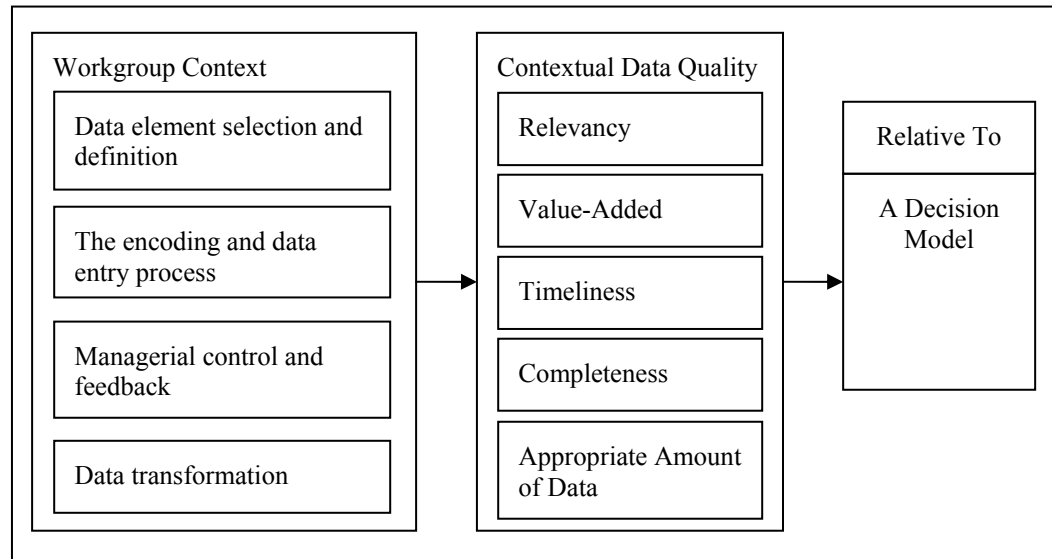 Workgroup Context
Data element selection and
definition
The encoding and data
entry process
Managerial control and
feedback
Data transformation
Contextual Data Quality
Relevancy
Value-Added
Timeliness
Completeness
Appropriate Amount
of Data
Relative To
A Decision
Model